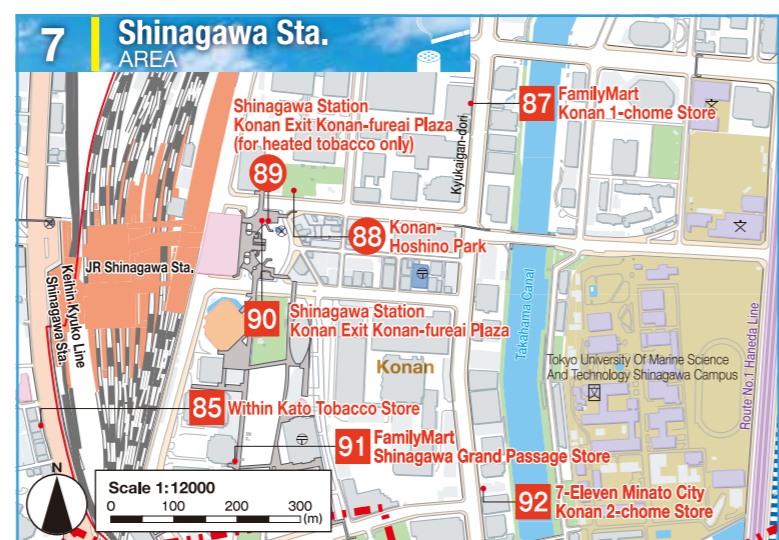 7
Shinagawa Sta.
AREA
Shinagawa Station
Konan Exit Konan-fureai Plaza
(for heated tobacco only)
89
Kyukaigan-dori
87
FamilyMart
Konan 1-chome Store
88
Konan-
Hoshino Park
JR Shinagawa Sta.
Keihin Kyuko Line
Shinagawa Sta.
90
Shinagawa Station
Konan Exit Konan-fureai Plaza
Takahama Canal
Konan
Tokyo University Of Marine Science
And Technology Shinagawa Campus
Route No.1 Haneda Line
85
Within Kato Tobacco Store
91
FamilyMart
Shinagawa Grand Passage Store
92
7-Eleven Minato City
Konan 2-chome Store
N
Scale 1:12000
0 100 200 300
(m)